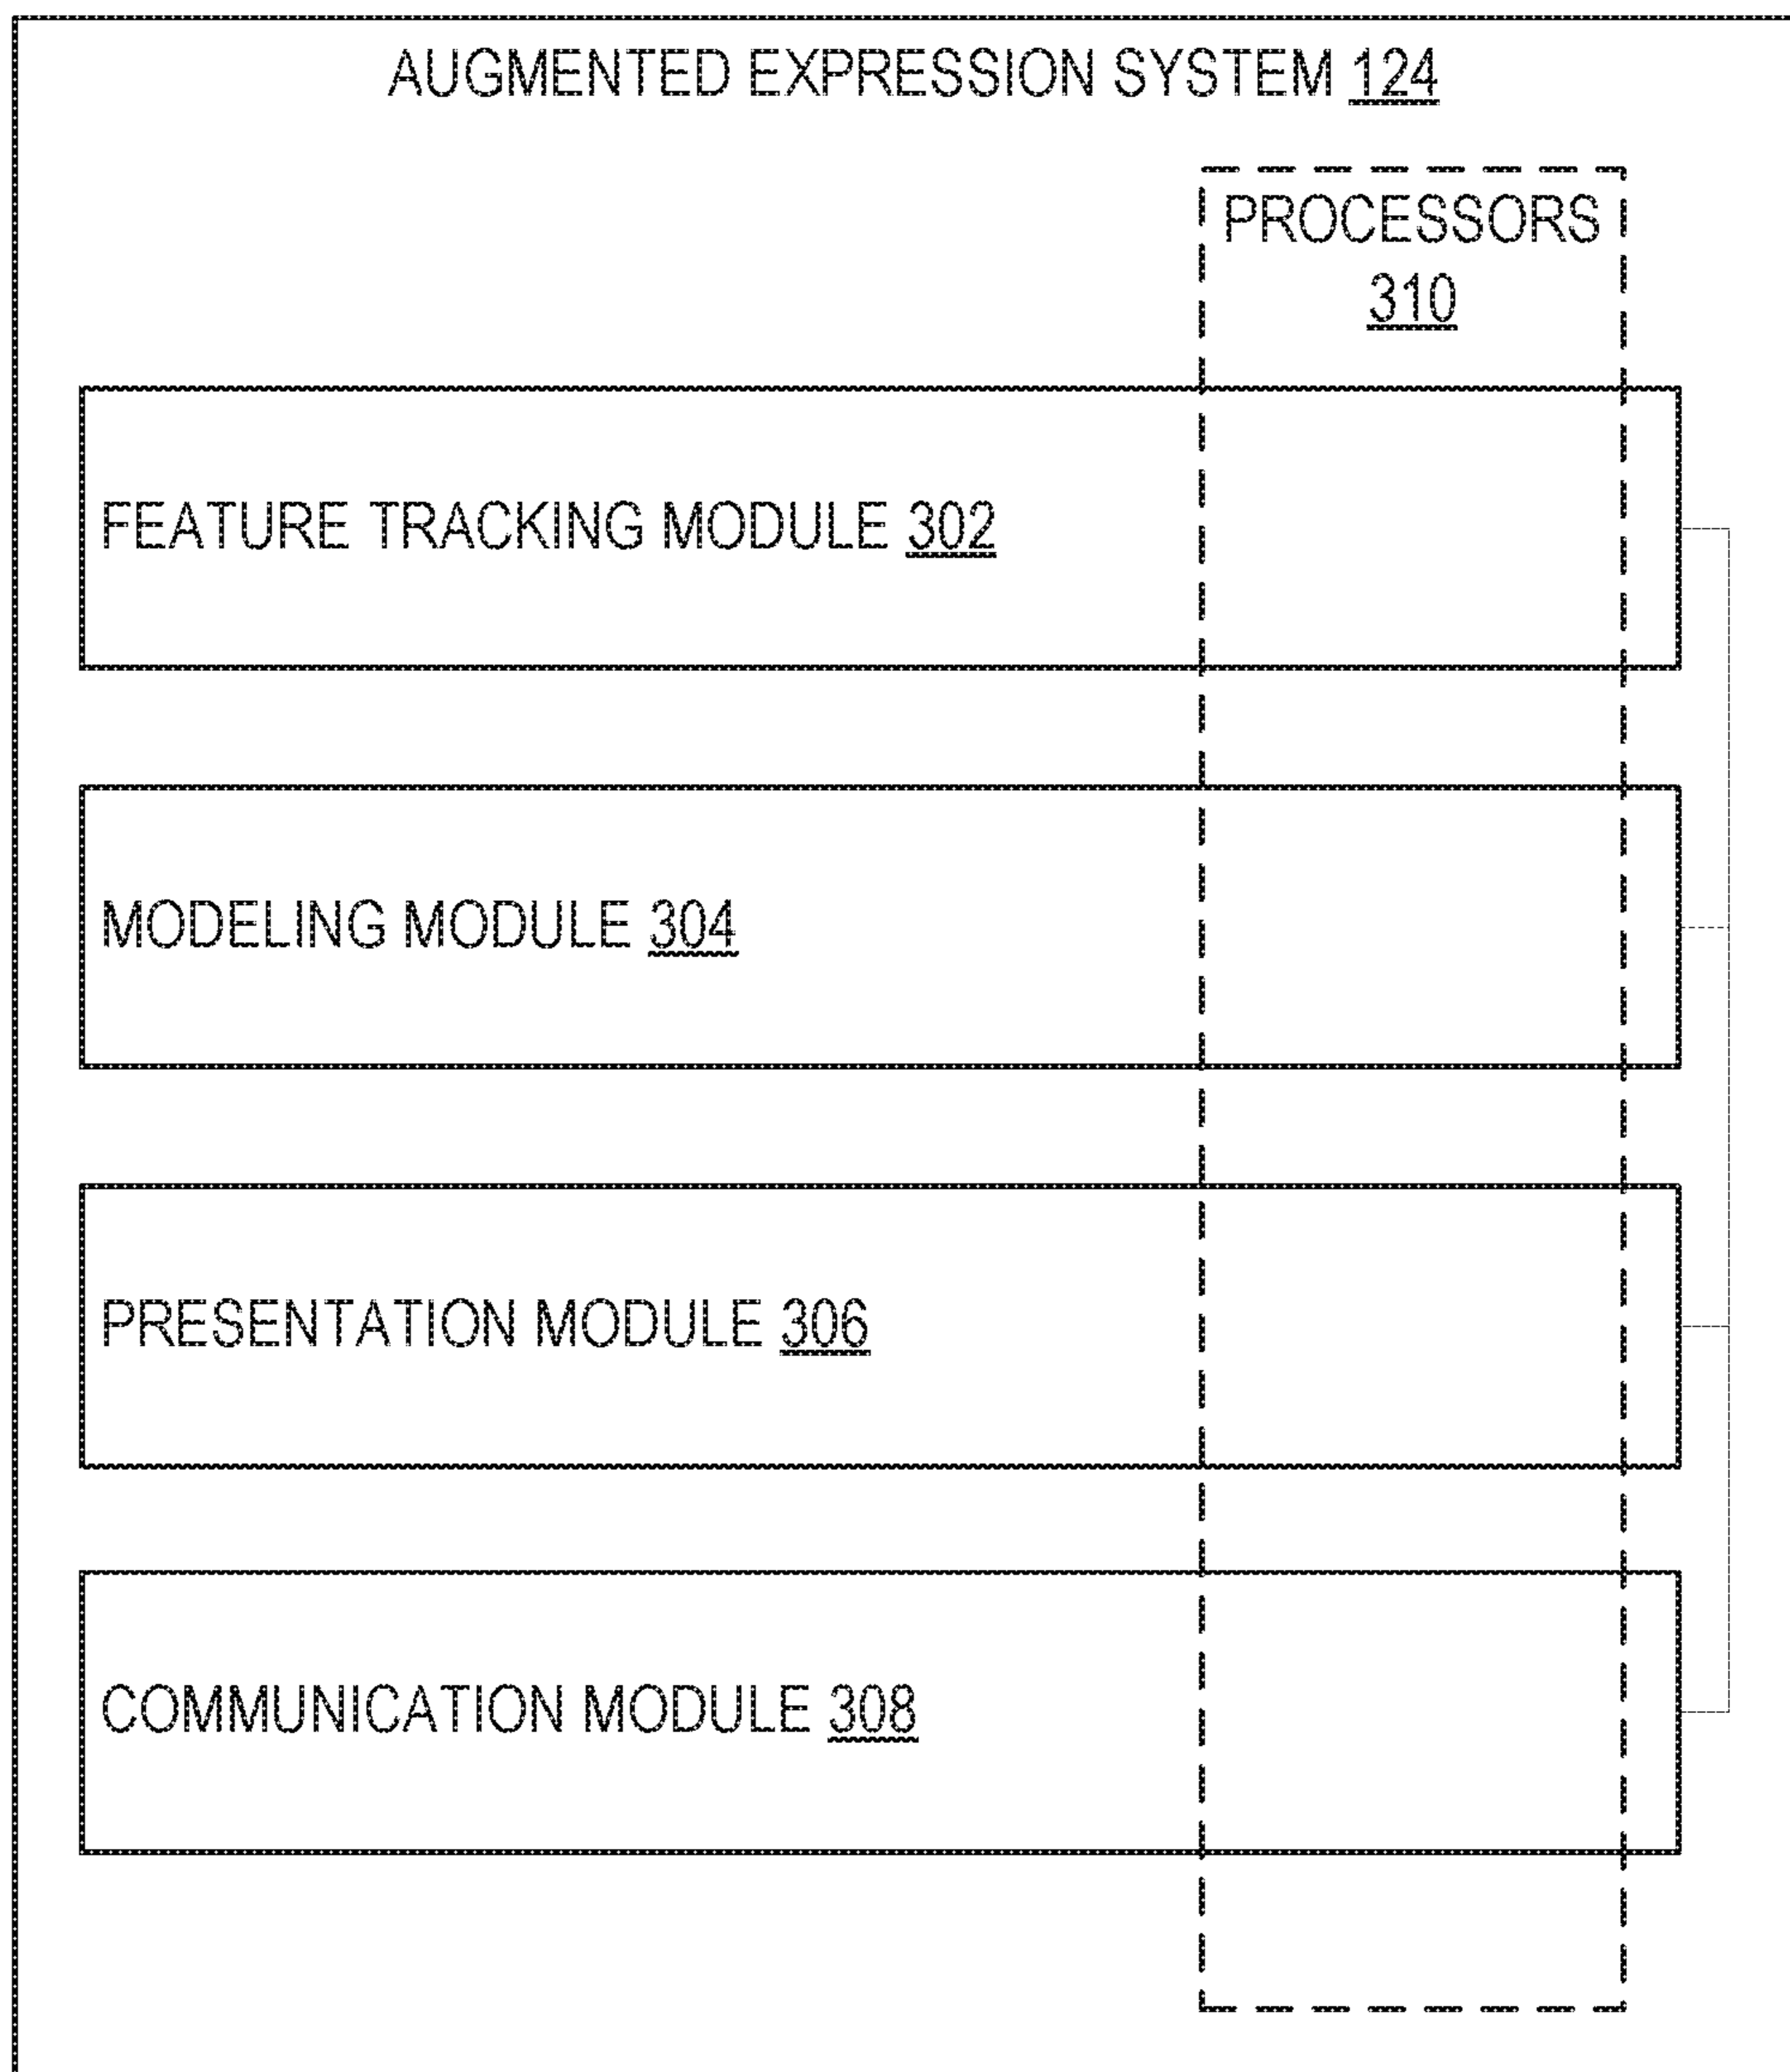 AUGMENTED EXPRESSION SYSTEM 124
PROCESSORS
310
FEATURE TRACKING MODULE 302
MODELING MODULE 304
PRESENTATION MODULE 306
COMMUNICATION MODULE 308